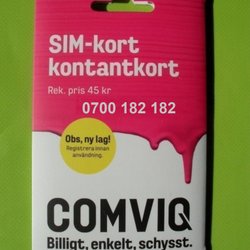 SIM-kort
kontantkort
Rek. pris 45 kr
0700 182 182
Obs, ny lag!
Registrera innan
användning.
COMVIQ
Billigt, enkelt, schysst.